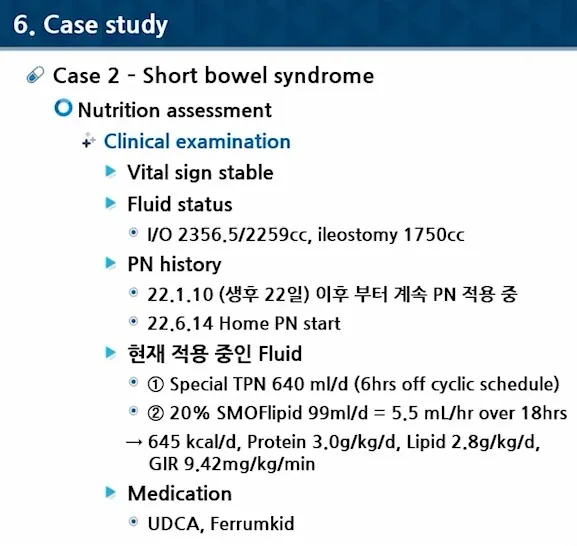 6. Case study
Case 2 - Short bowel syndrome
Nutrition assessment
Clinical examination
Vital sign stable
Fluid status
I/O 2356.5/2259cc, ileostomy 1750cc
PN history
22.1.10 (생후 22일) 이후 부터 계속 PN 적용 중
22.6.14 Home PN start
현재 적용 중인 Fluid
① Special TPN 640 ml/d (6hrs off cyclic schedule)
② 20% SMOFlipid 99ml/d = 5.5 mL/hr over 18hrs
→ 645 kcal/d, Protein 3.0g/kg/d, Lipid 2.8g/kg/d,
GIR 9.42mg/kg/min
Medication
UDCA, Ferrumkid